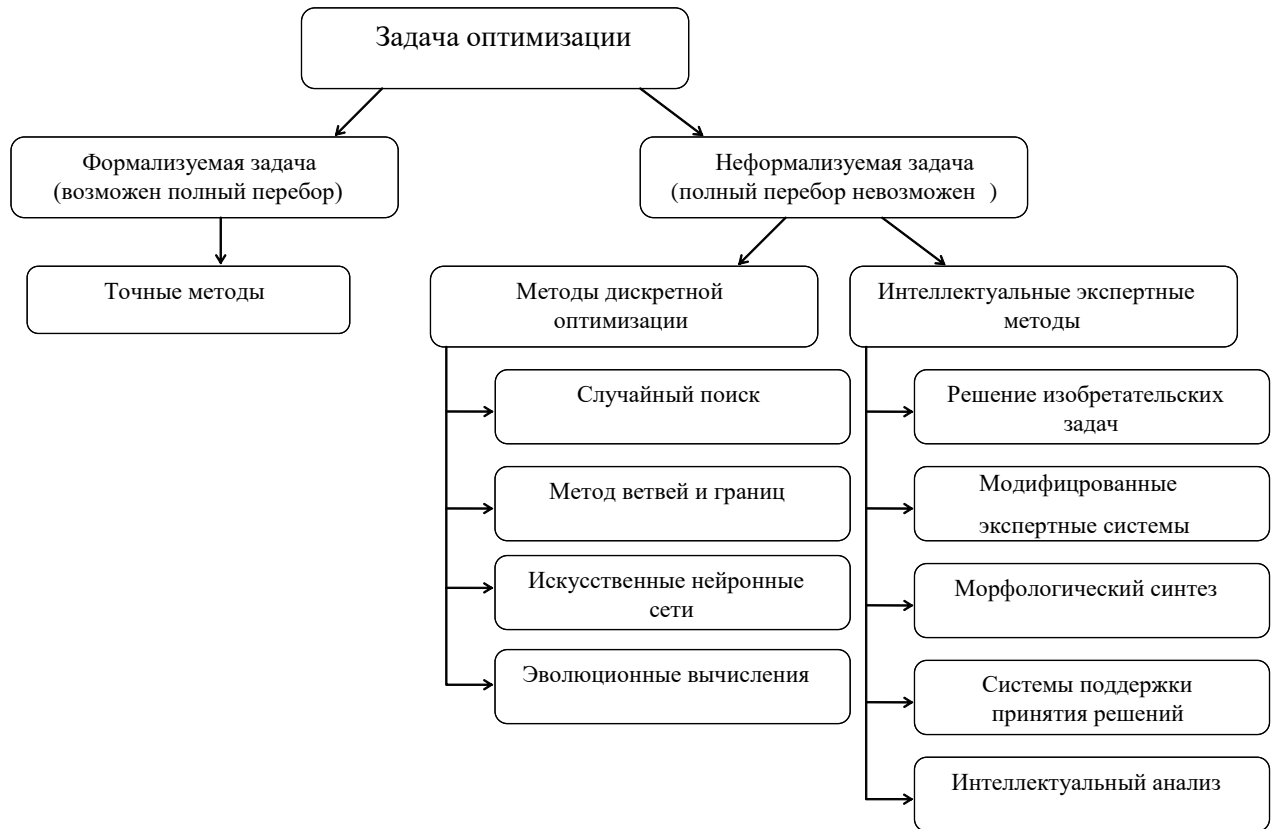 Задача оптимизации
Формализуемая задача
(возможен полный перебор)
Неформализуемая задача
(полный перебор невозможен )
Точные методы
Методы дискретной
оптимизации
Интеллектуальные экспертные
методы
Случайный поиск
Метод ветвей и границ
Искусственные нейронные
сети
Эволюционные вычисления
Решение изобретательских
задач
Модифицрованные
экспертные системы
Морфологический синтез
Системы поддержки
принятия решений
Интеллектуальный анализ